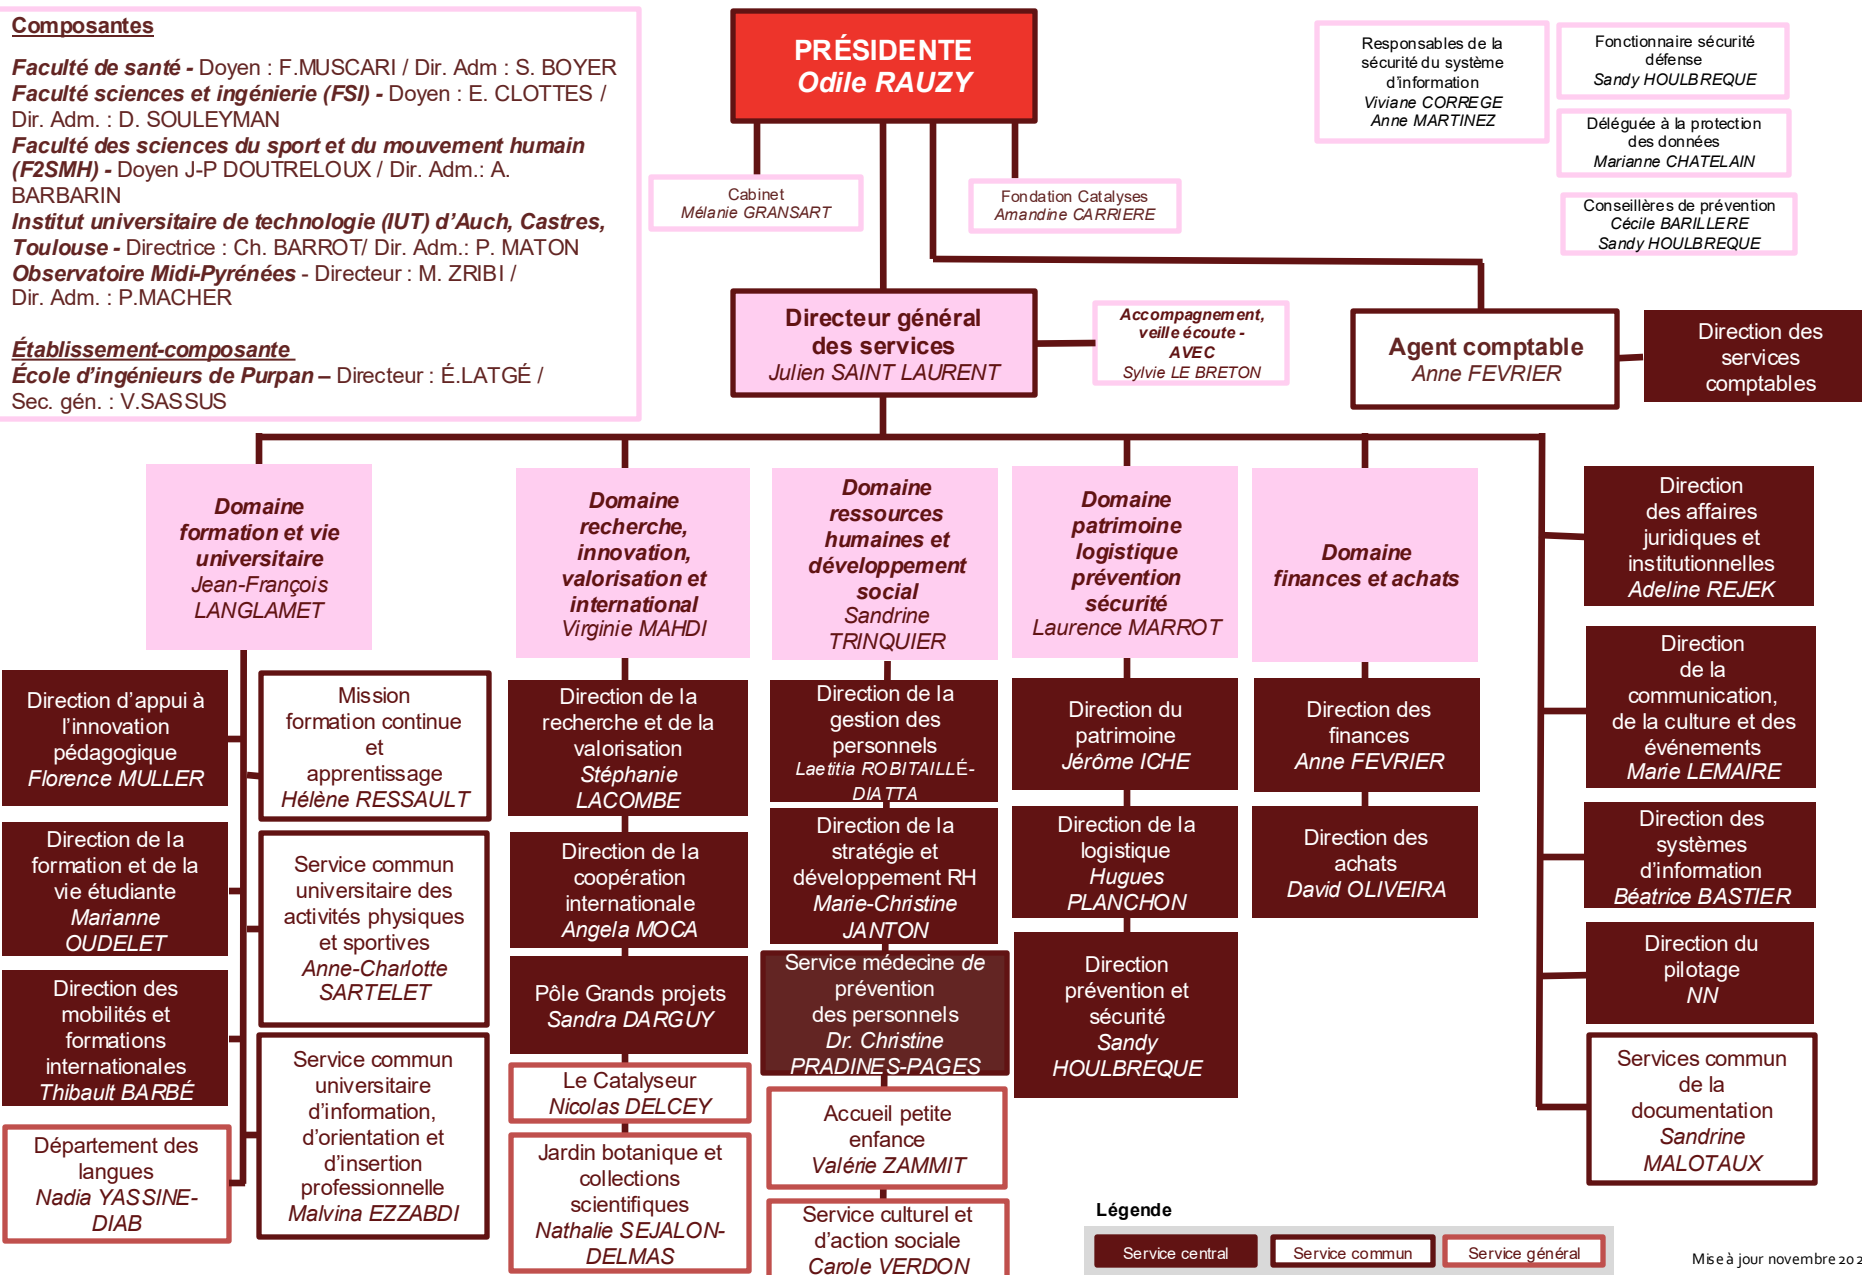 Composantes
Faculté de santé - Doyen : F.MUSCARI / Dir. Adm : S. BOYER
Faculté sciences et ingénierie (FSI) - Doyen : E. CLOTTES /
Dir. Adm. : D. SOULEYMAN
Faculté des sciences du sport et du mouvement humain
(F2SMH) - Doyen J-P DOUTRELOUX / Dir. Adm.: A.
BARBARIN
Institut universitaire de technologie (IUT) d’Auch, Castres,
Toulouse - Directrice : Ch. BARROT/ Dir. Adm.: P. MATON
Observatoire Midi-Pyrénées - Directeur : M. ZRIBI /
Dir. Adm. : P.MACHER
Établissement-composante
École d’ingénieurs de Purpan – Directeur : É.LATGÉ /
Sec. gén. : V.SASSUS
PRÉSIDENTE
Odile RAUZY
Cabinet
Mélanie GRANSART
Fondation Catalyses
Amandine CARRIERE
Responsables de la
sécurité du système
d’information
Viviane CORREGE
Anne MARTINEZ
Fonctionnaire sécurité
défense
Sandy HOULBREQUE
Déléguée à la protection
des données
Marianne CHATELAIN
Conseillères de prévention
Cécile BARILLERE
Sandy HOULBREQUE
Directeur général
des services
Julien SAINT LAURENT
Accompagnement,
veille écoute -
AVEC
Sylvie LE BRETON
Agent comptable
Anne FEVRIER
Direction des
services
comptables
Domaine
formation et vie
universitaire
Jean-François
LANGLAMET
Direction d’appui à
l’innovation
pédagogique
Florence MULLER
Direction de la
formation et de la
vie étudiante
Marianne
OUDELET
Direction des
mobilités et
formations
internationales
Thibault BARBÉ
Département des
langues
Nadia YASSINE-
DIAB
Mission
formation continue
et
apprentissage
Hélène RESSAULT
Service commun
universitaire des
activités physiques
et sportives
Anne-Charlotte
SARTELET
Service commun
universitaire
d’information,
d’orientation et
d’insertion
professionnelle
Malvina EZZABDI
Domaine
recherche,
innovation,
valorisation et
international
Virginie MAHDI
Direction de la
recherche et de la
valorisation
Stéphanie
LACOMBE
Direction de la
coopération
internationale
Angela MOCA
Pôle Grands projets
Sandra DARGUY
Le Catalyseur
Nicolas DELCEY
Jardin botanique et
collections
scientifiques
Nathalie SEJALON-
DELMAS
Domaine
ressources
humaines et
développement
social
Sandrine
TRINQUIER
Direction de la
gestion des
personnels
Laetitia ROBITAILLÉ-
DIATTA
Direction de la
stratégie et
développement RH
Marie-Christine
JANTON
Service médecine de
prévention
des personnels
Dr. Christine
PRADINES-PAGES
Accueil petite
enfance
Valérie ZAMMIT
Service culturel et
d’action sociale
Carole VERDON
Domaine
patrimoine
logistique
prévention
sécurité
Laurence MARROT
Direction du
patrimoine
Jérôme ICHE
Direction de la
logistique
Hugues
PLANCHON
Direction
prévention et
sécurité
Sandy
HOULBREQUE
Domaine
finances et achats
Direction des
finances
Anne FEVRIER
Direction des
achats
David OLIVEIRA
Direction
des affaires
juridiques et
institutionnelles
Adeline REJEK
Direction
de la
communication,
de la culture et des
événements
Marie LEMAIRE
Direction des
systèmes
d’information
Béatrice BASTIER
Direction du
pilotage
NN
Services commun
de la
documentation
Sandrine
MALOTAUX
Légende
Service central
Service commun
Service général
Mise à jour novembre 202